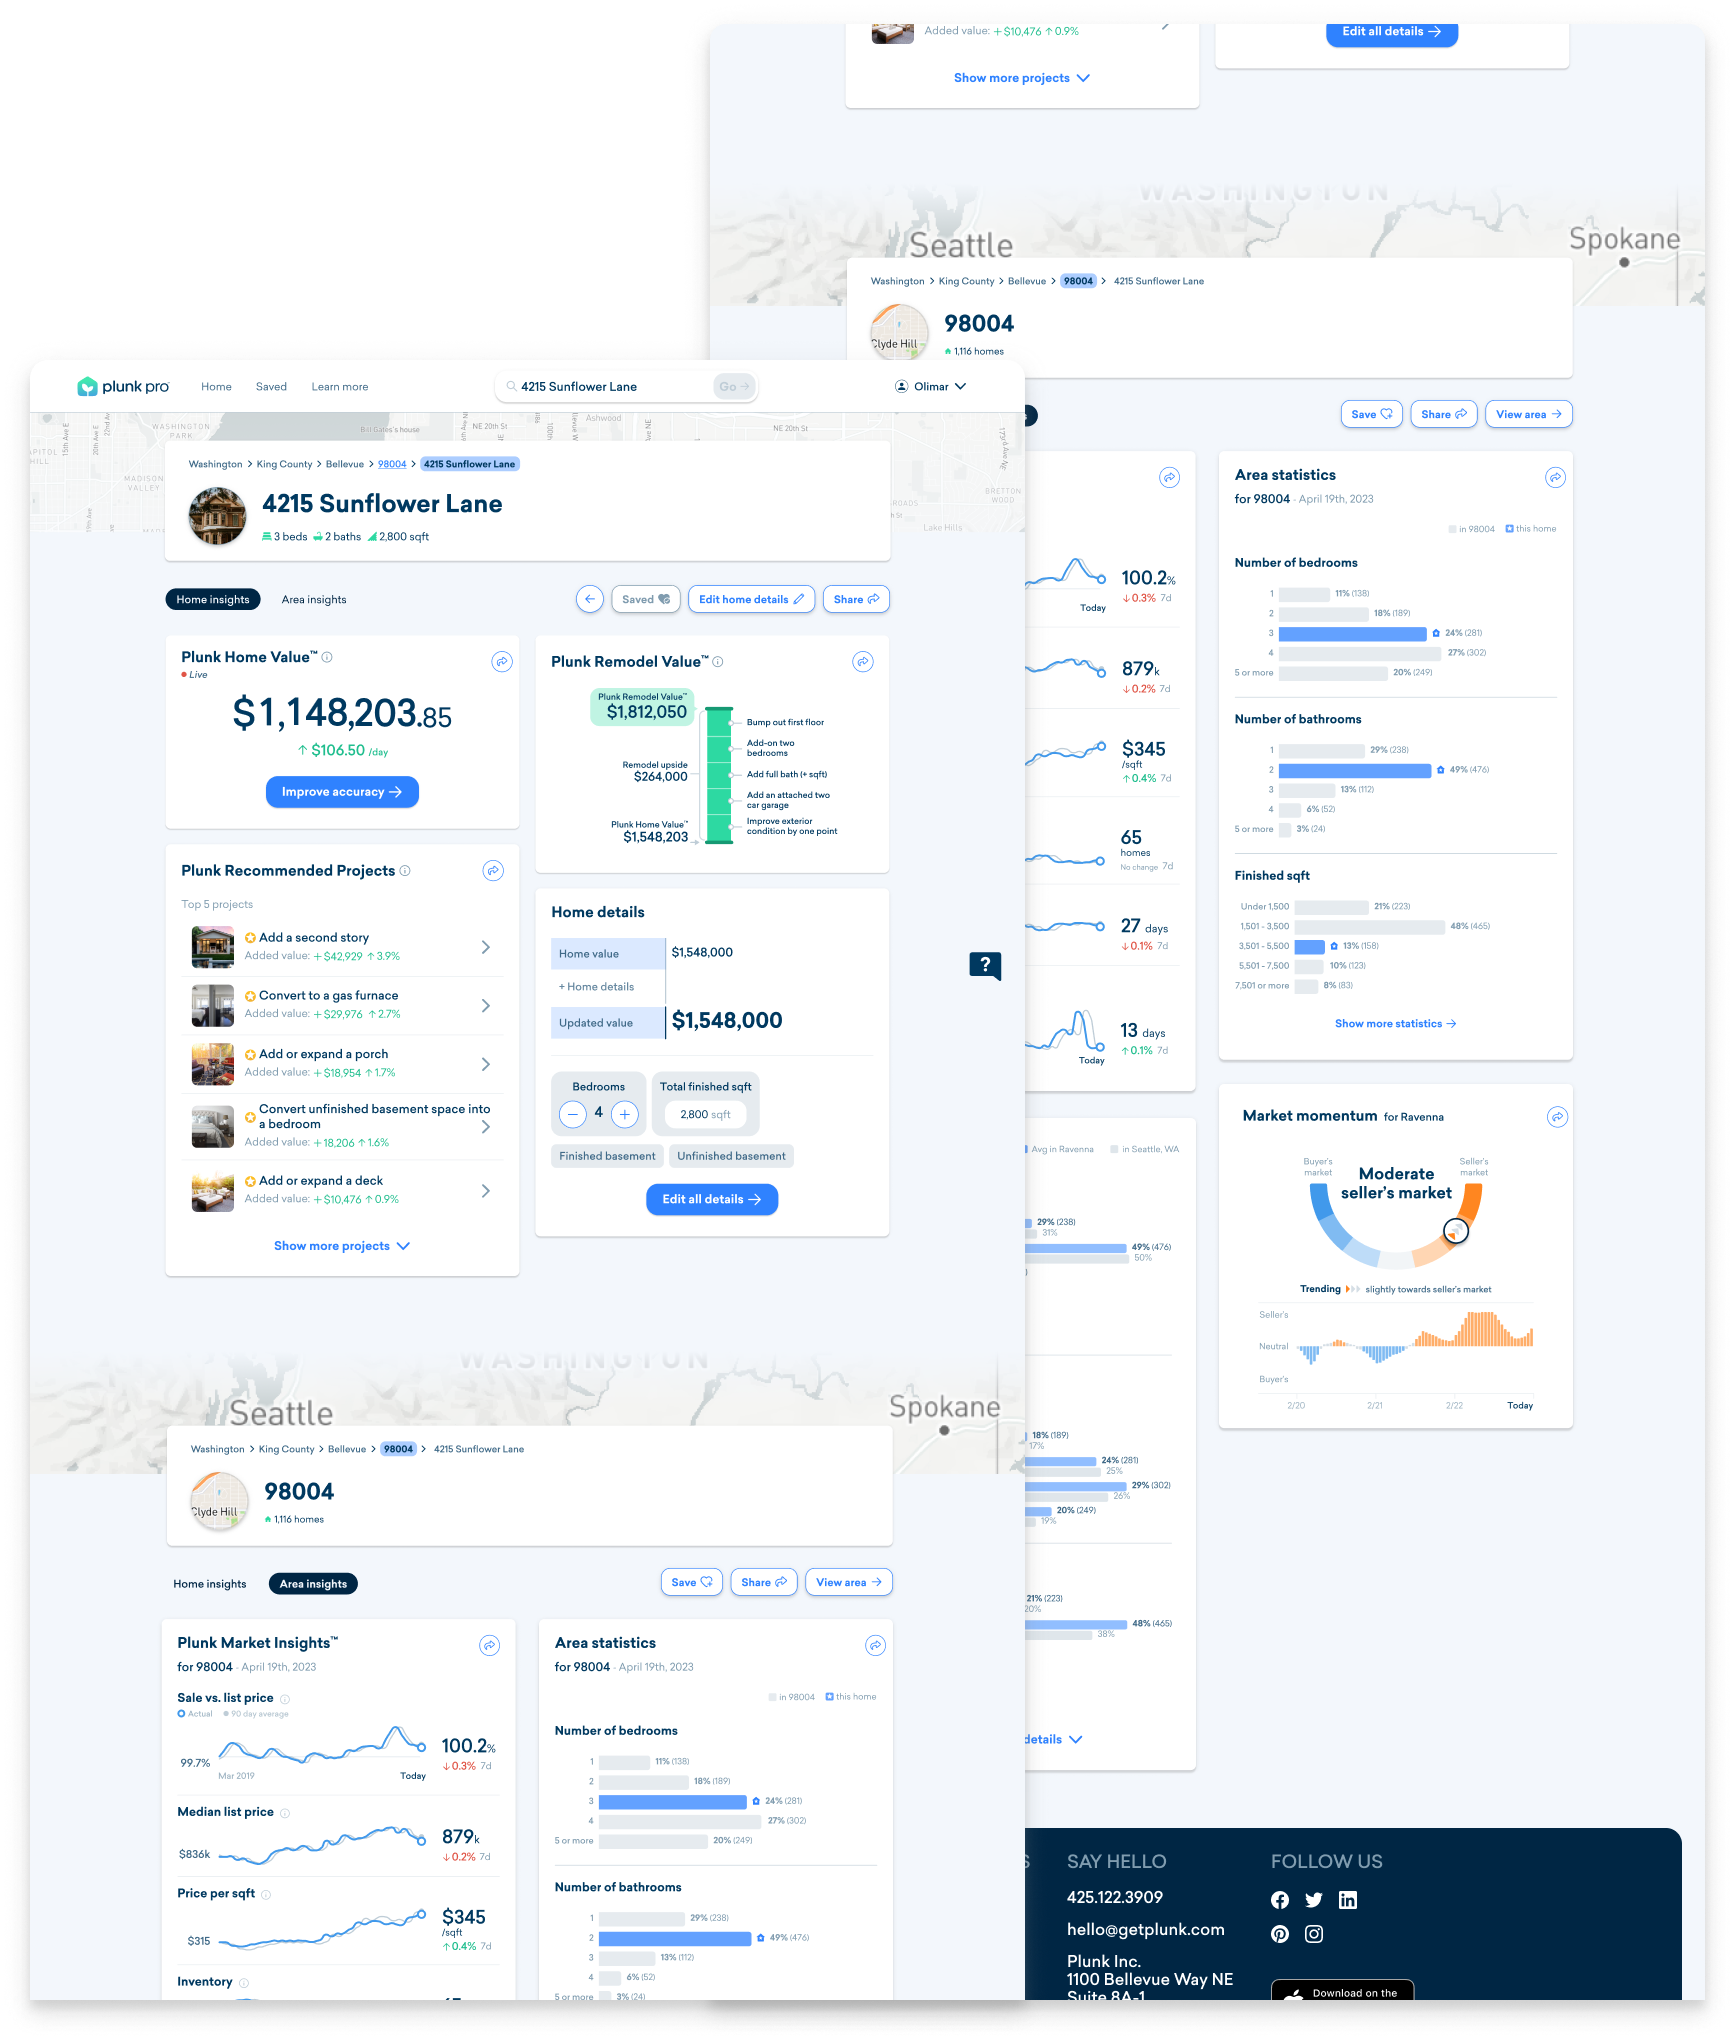 Added value: + $10,476 ↑ 0.9%
Show more projects
Edit all details →
WASHINGTON
Seattle
Spokane
Washington > King County > Bellevue > 98004 > 4215 Sunflower Lane
Clyde Hill
98004
1,116 homes
Save
Share
View area →
plunk pro
Home
Saved
Learn more
4215 Sunflower Lane
Go →
Olimar
WASHINGTON
PARK
Bill Gates's house
NE 20th St
Ashwood
NE 20th St
MADISON
VALLEY
15th Ave E
BRETTON
WOOD
Lake Hills
Washington > King County > Bellevue > 98004 > 4215 Sunflower Lane
4215 Sunflower Lane
3 beds 2 baths 2,800 sqft
Home insights
Area insights
←
Saved
Edit home details
Share
Plunk Home Value™
Live
$1,148,203.85
↑ $106.50 /day
Improve accuracy →
Plunk Recommended Projects
Top 5 projects
Add a second story
Added value: + $42,929 ↑ 3.9%
Convert to a gas furnace
Added value: + $29,976 ↑ 2.7%
Add or expand a porch
Added value: + $18,954 ↑ 1.7%
Convert unfinished basement space into
a bedroom
Added value: + 18,206 ↑ 1.6%
Add or expand a deck
Added value: + $10,476 ↑ 0.9%
Show more projects
Plunk Remodel Value™
Plunk Remodel Value™
$1,812,050
Remodel upside
$264,000
Plunk Home Value™
$1,548,203
Bump out first floor
Add-on two
bedrooms
Add full bath (+ sqft)
Add an attached two
car garage
Improve exterior
condition by one point
Home details
Home value $1,548,000
+ Home details
Updated value $1,548,000
Bedrooms
− 4 +
Total finished sqft
2,800 sqft
Finished basement
Unfinished basement
Edit all details →
?
WASHINGTON
Seattle
Spokane
Washington > King County > Bellevue > 98004 > 4215 Sunflower Lane
Clyde Hill
98004
1,116 homes
Home insights
Area insights
Save
Share
View area →
Plunk Market Insights™
for 98004 - April 19th, 2023
Sale vs. list price
Actual 90 day average
99.7%
Mar 2019
Today
100.2%
↓ 0.3% 7d
Median list price
$836k
879k
↓ 0.2% 7d
Price per sqft
$315
$345
/sqft
↑ 0.4% 7d
Inventory
Area statistics
for 98004 - April 19th, 2023
in 98004 this home
Number of bedrooms
1 11% (138)
2 18% (189)
3 24% (281)
4 27% (302)
5 or more 20% (249)
Number of bathrooms
1 29% (238)
2 49% (476)
3 13% (112)
4 6% (52)
5 or more 3% (24)
100.2%
↓ 0.3% 7d
Today
879k
↓ 0.2% 7d
$345
/sqft
↑ 0.4% 7d
65
homes
No change 7d
27 days
↓ 0.1% 7d
13 days
↑ 0.1% 7d
Today
Avg in Ravenna in Seattle, WA
29% (238)
31%
49% (476)
50%
18% (189)
17%
24% (281)
25%
29% (302)
26%
20% (249)
19%
21% (223)
20%
48% (465)
38%
details
Area statistics
for 98004 - April 19th, 2023
in 98004 this home
Number of bedrooms
1 11% (138)
2 18% (189)
3 24% (281)
4 27% (302)
5 or more 20% (249)
Number of bathrooms
1 29% (238)
2 49% (476)
3 13% (112)
4 6% (52)
5 or more 3% (24)
Finished sqft
Under 1,500 21% (223)
1,501 - 3,500 48% (465)
3,501 - 5,500 13% (158)
5,501 - 7,500 10% (123)
7,501 or more 8% (83)
Show more statistics →
Market momentum for Ravenna
Buyer's
market
Seller's
market
Moderate
seller's market
Trending slightly towards seller's market
Seller's
Neutral
Buyer's
2/20 2/21 2/22 Today
S
SAY HELLO
425.122.3909
hello@getplunk.com
Plunk Inc.
1100 Bellevue Way NE
Suite 8A-1
FOLLOW US
Download on the